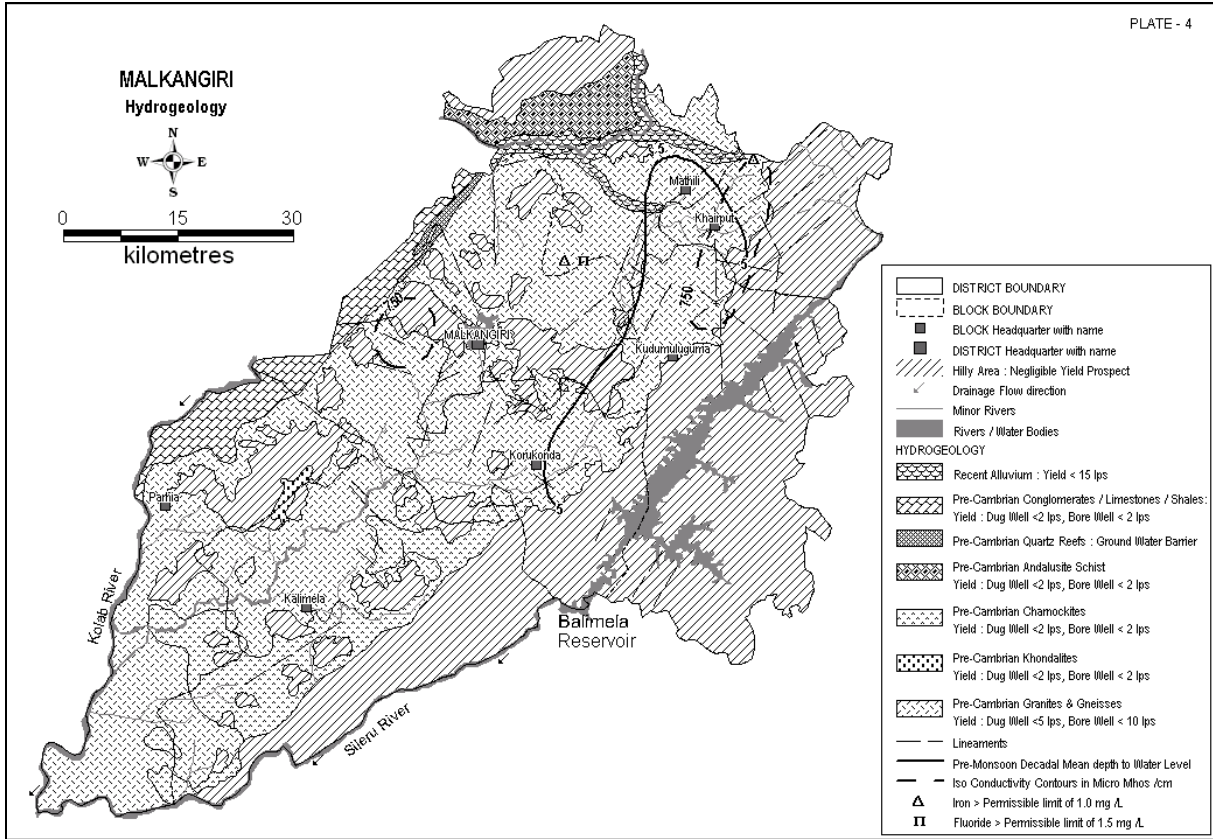 PLATE - 4
MALKANGIRI
Hydrogeology
N
W E
S
0 15 30
kilometres
5
Mathili
Khairput
5
750
750
MALKANGIRI
Kudumuluguma
Korukonda
5
Parhia
Kalimela
Kolab River
Balimela
Reservoir
Sileru River
DISTRICT BOUNDARY
BLOCK BOUNDARY
BLOCK Headquarter with name
DISTRICT Headquarter with name
Hilly Area : Negligible Yield Prospect
Drainage Flow direction
Minor Rivers
Rivers / Water Bodies
HYDROGEOLOGY
Recent Alluvium : Yield < 15 lps
Pre-Cambrian Conglomerates / Limestones / Shales:
Yield : Dug Well <2 lps, Bore Well < 2 lps
Pre-Cambrian Quartz Reefs : Ground Water Barrier
Pre-Cambrian Andalusite Schist
Yield : Dug Well <2 lps, Bore Well < 2 lps
Pre-Cambrian Charnockites
Yield : Dug Well <2 lps, Bore Well < 2 lps
Pre-Cambrian Khondalites
Yield : Dug Well <2 lps, Bore Well < 2 lps
Pre-Cambrian Granites & Gneisses
Yield : Dug Well <5 lps, Bore Well < 10 lps
Lineaments
Pre-Monsoon Decadal Mean depth to Water Level
Iso Conductivity Contours in Micro Mhos /cm
Δ Iron > Permissible limit of 1.0 mg /L
Π Fluoride > Permissible limit of 1.5 mg /L